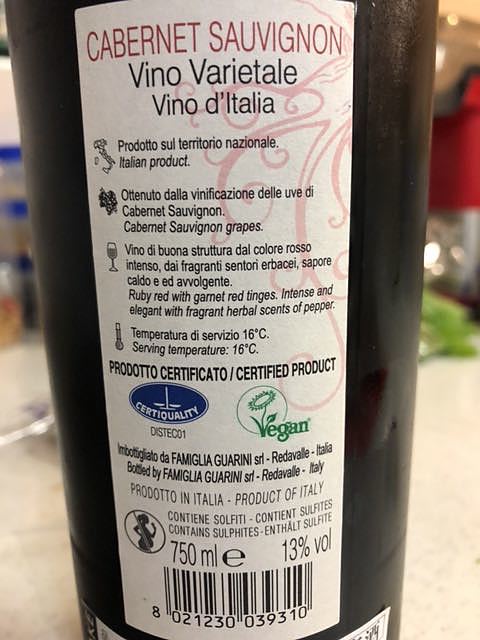 CABERNET SAUVIGNON
Vino Varietale
Vino d'Italia
Prodotto sul territorio nazionale.
Italian product.
Ottenuto dalla vinificazione delle uve di
Cabernet Sauvignon.
Cabernet Sauvignon grapes.
Vino di buona struttura dal colore rosso
intenso, dai fragranti sentori erbacei, sapore
caldo e ed avvolgente.
Ruby red with garnet red tinges. Intense and
elegant with fragrant herbal scents of pepper.
Temperatura di servizio 16°C.
Serving temperature: 16°C.
PRODOTTO CERTIFICATO / CERTIFIED PRODUCT
CERTIQUALITY
DISTEC01
Vegan
Imbottigliato da FAMIGLIA GUARINI srl - Redavalle - Italia
Bottled by FAMIGLIA GUARINI srl - Redavalle - Italy
PRODOTTO IN ITALIA - PRODUCT OF ITALY
CONTIENE SOLFITI - CONTIENT SULFITES
CONTAINS SULPHITES - ENTHÄLT SULFITE
750 ml e 13% vol
8 021230 039310